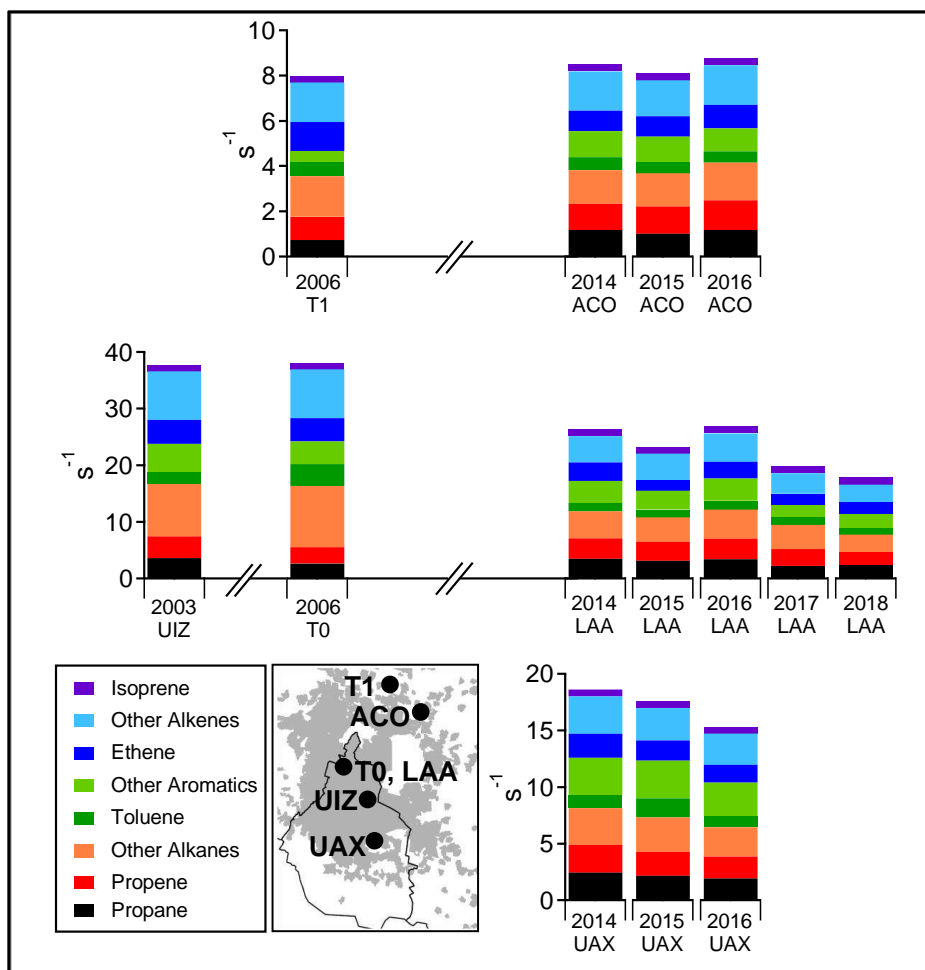 10
8
6
4
2
0
s-1
2006 2014 2015 2016
T1 ACO ACO ACO
40
30
20
10
0
s-1
2003 2006 2014 2015 2016 2017 2018
UIZ T0 LAA LAA LAA LAA LAA
Isoprene
Other Alkenes
Ethene
Other Aromatics
Toluene
Other Alkanes
Propene
Propane
T1
ACO
T0, LAA
UIZ
UAX
20
15
10
5
0
s-1
2014 2015 2016
UAX UAX UAX